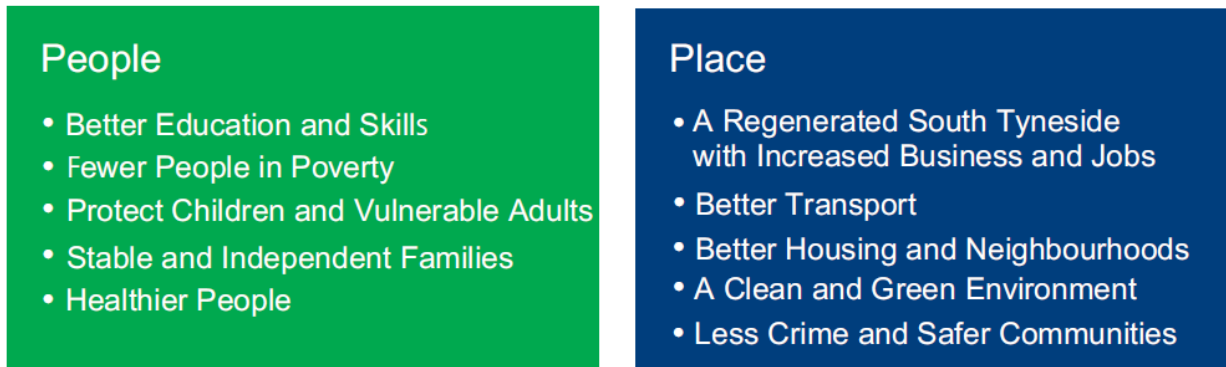 People
• Better Education and Skills
• Fewer People in Poverty
• Protect Children and Vulnerable Adults
• Stable and Independent Families
• Healthier People
Place
• A Regenerated South Tyneside
with Increased Business and Jobs
• Better Transport
• Better Housing and Neighbourhoods
• A Clean and Green Environment
• Less Crime and Safer Communities